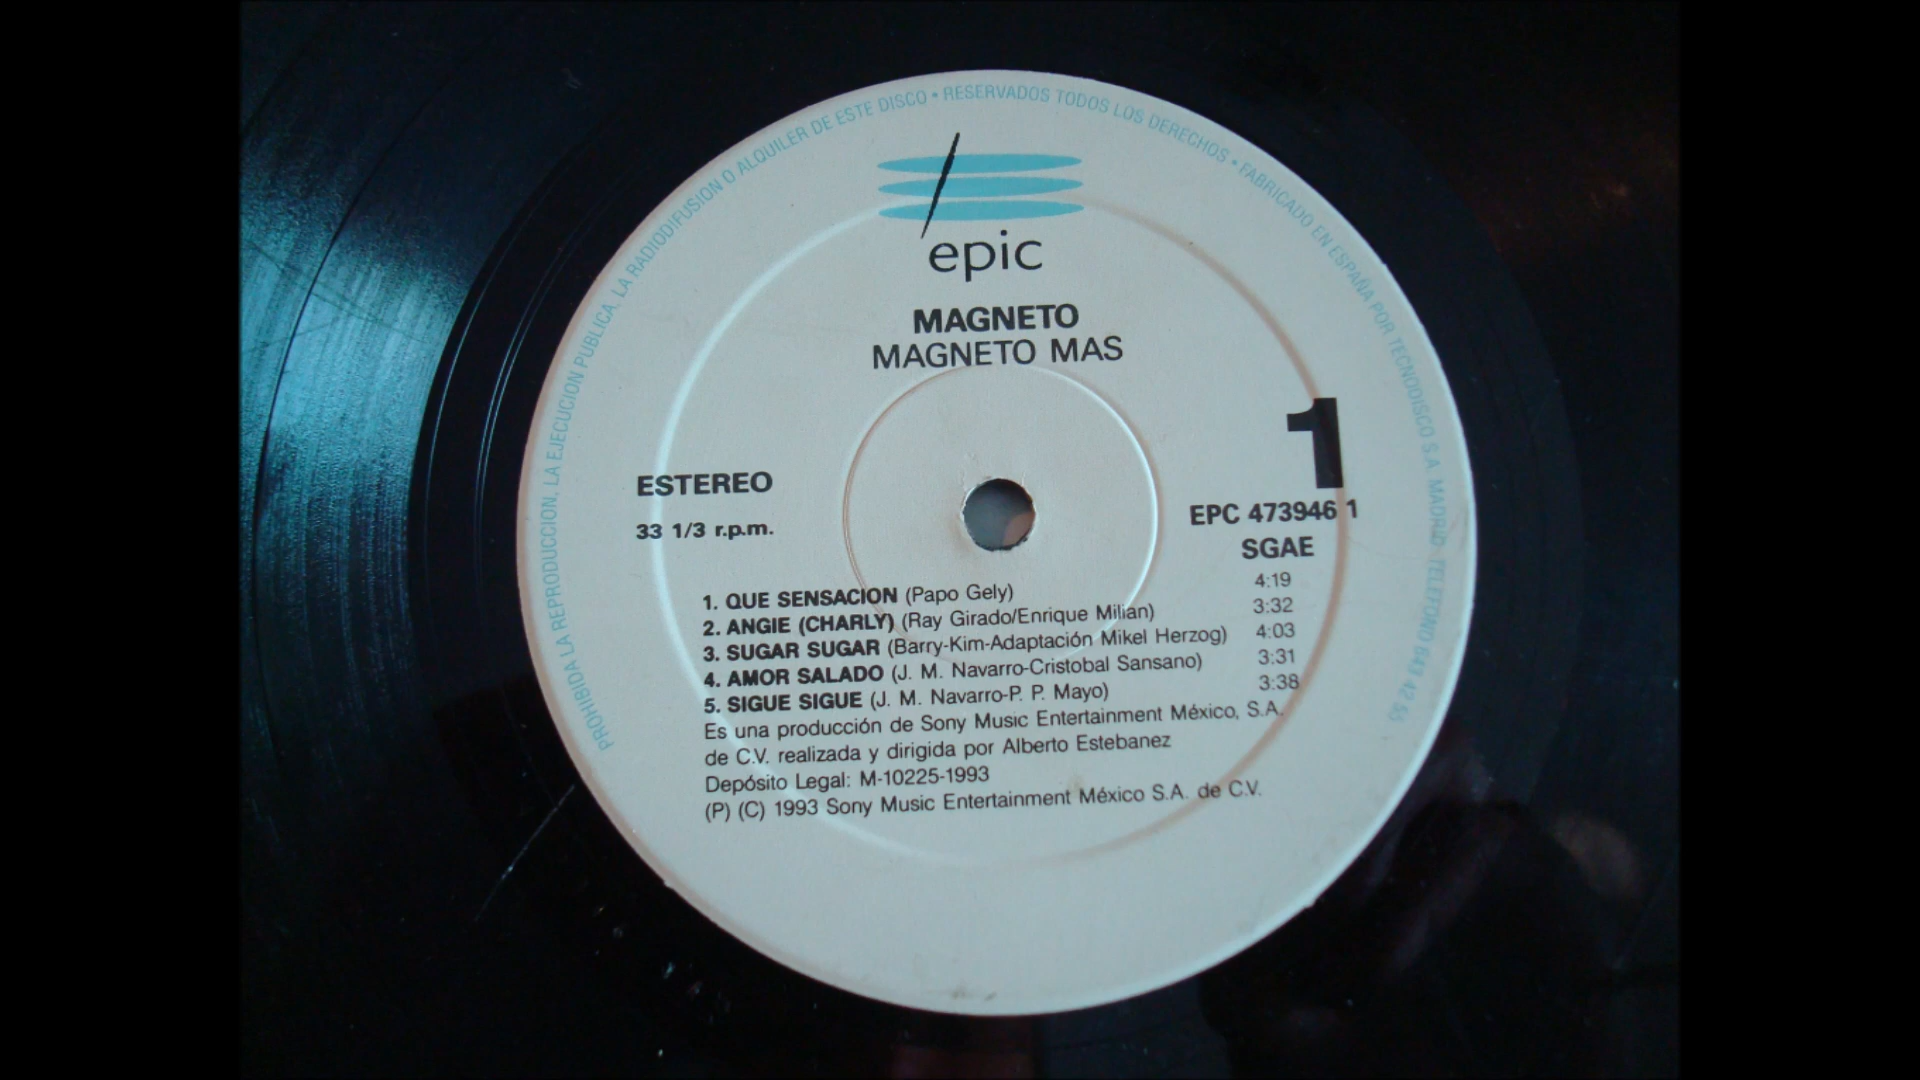 PROHIBIDA LA REPRODUCCION, LA EJECUCION PUBLICA, LA RADIODIFUSION O ALQUILER DE ESTE DISCO • RESERVADOS TODOS LOS DERECHOS • FABRICADO EN ESPAÑA POR TECNODISCO S.A. MADRID TELEFONO 641 42 55
epic
MAGNETO
MAGNETO MAS
1
ESTEREO
33 1/3 r.p.m.
EPC 473946 1
SGAE
1. QUE SENSACION (Papo Gely) 4:19
2. ANGIE (CHARLY) (Ray Girado/Enrique Milian) 3:32
3. SUGAR SUGAR (Barry-Kim-Adaptación Mikel Herzog) 4:03
4. AMOR SALADO (J. M. Navarro-Cristobal Sansano) 3:31
5. SIGUE SIGUE (J. M. Navarro-P. P. Mayo) 3:38
Es una producción de Sony Music Entertainment México, S.A.
de C.V. realizada y dirigida por Alberto Estebanez
Depósito Legal: M-10225-1993
(P) (C) 1993 Sony Music Entertainment México S.A. de C.V.